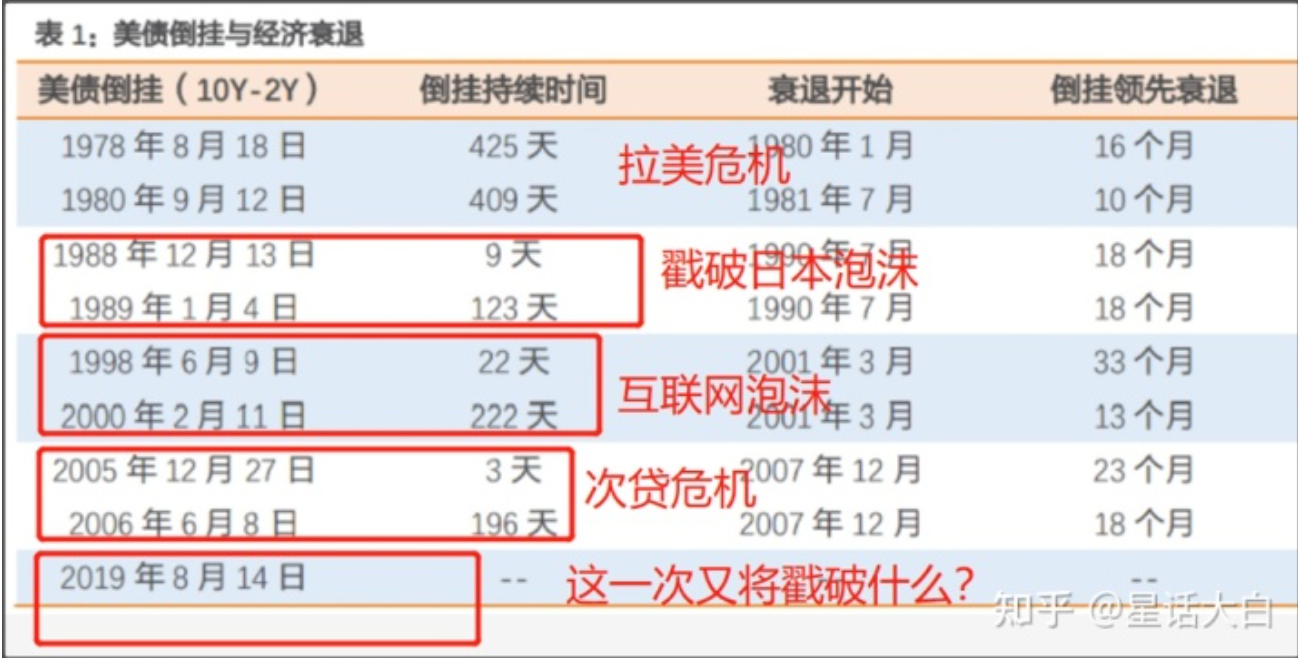 表 1：美债倒挂与经济衰退
美债倒挂（10Y-2Y） 倒挂持续时间 衰退开始 倒挂领先衰退
1978 年 8 月 18 日 425 天 1980 年 1 月 16 个月
拉美危机
1980 年 9 月 12 日 409 天 1981 年 7 月 10 个月
1988 年 12 月 13 日 9 天 1990 年 7 月 18 个月
戳破日本泡沫
1989 年 1 月 4 日 123 天 1990 年 7 月 18 个月
1998 年 6 月 9 日 22 天 2001 年 3 月 33 个月
互联网泡沫
2000 年 2 月 11 日 222 天 2001 年 3 月 13 个月
2005 年 12 月 27 日 3 天 2007 年 12 月 23 个月
次贷危机
2006 年 6 月 8 日 196 天 2007 年 12 月 18 个月
2019 年 8 月 14 日 -- 这一次又将戳破什么？ --
知乎 @星话大白